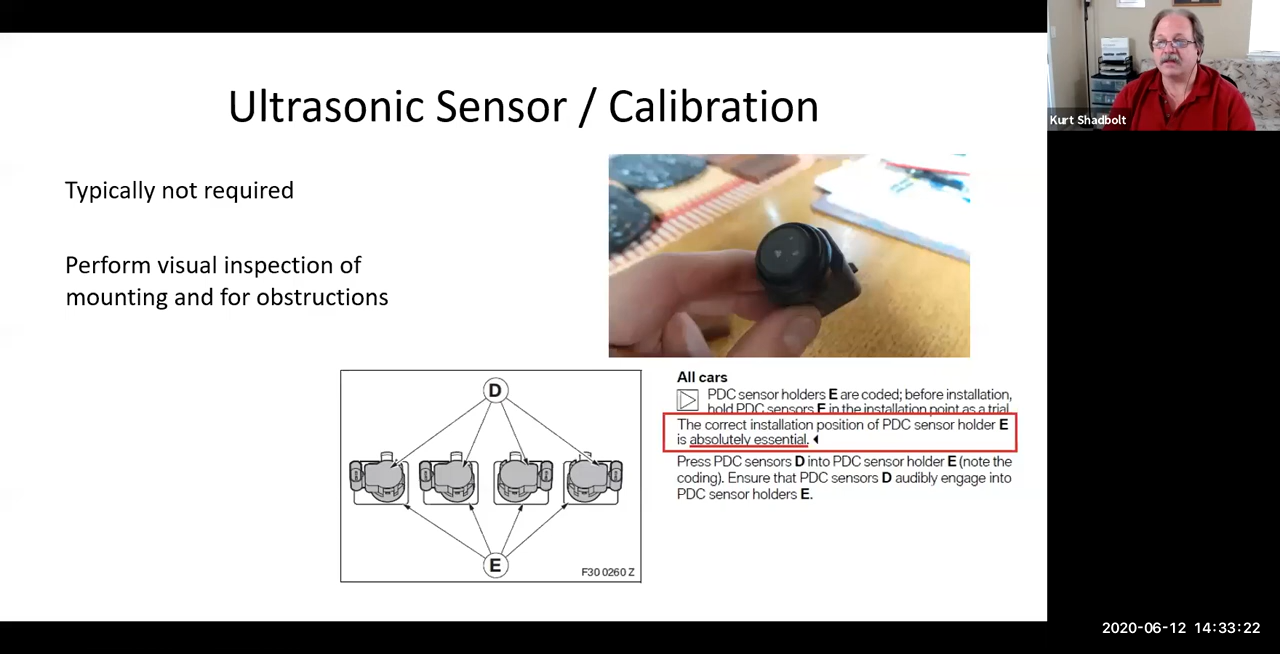 Ultrasonic Sensor / Calibration
Kurt Shadbolt
Typically not required
Perform visual inspection of
mounting and for obstructions
D
E
F30 0260 Z
All cars
PDC sensor holders E are coded; before installation,
hold PDC sensors E in the installation point as a trial
The correct installation position of PDC sensor holder E
is absolutely essential.
Press PDC sensors D into PDC sensor holder E (note the
coding). Ensure that PDC sensors D audibly engage into
PDC sensor holders E.
2020-06-12 14:33:22